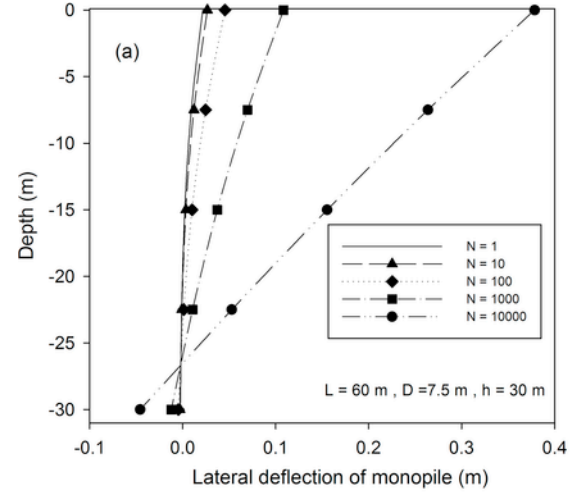 (a)
0
-5
-10
-15
-20
-25
-30
Depth (m)
N = 1
N = 10
N = 100
N = 1000
N = 10000
L = 60 m , D =7.5 m , h = 30 m
-0.1 0.0 0.1 0.2 0.3 0.4
Lateral deflection of monopile (m)